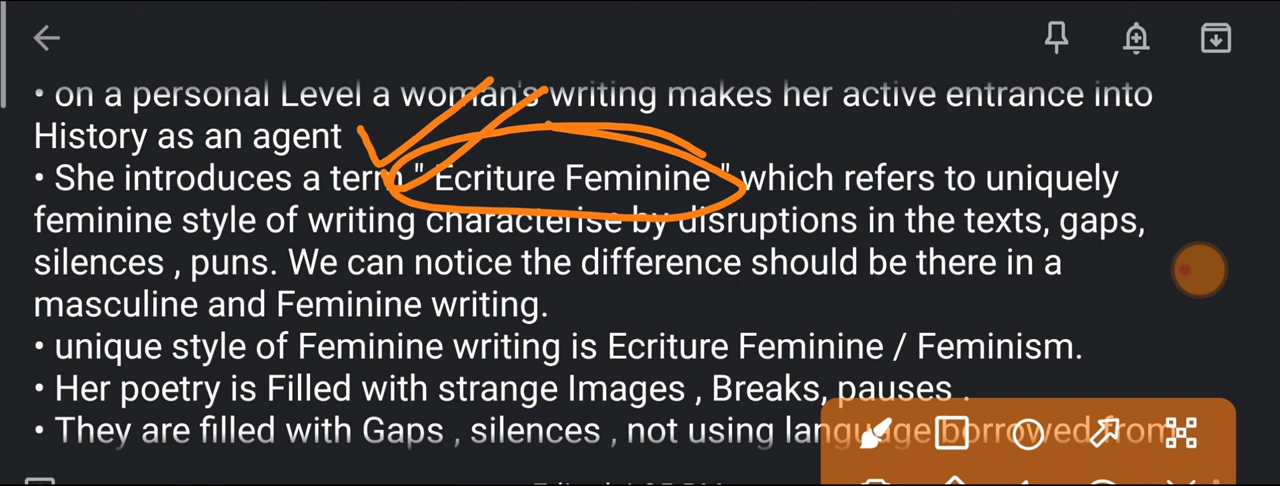 • on a personal Level a woman's writing makes her active entrance into
History as an agent
• She introduces a term " Ecriture Feminine " which refers to uniquely
feminine style of writing characterise by disruptions in the texts, gaps,
silences , puns. We can notice the difference should be there in a
masculine and Feminine writing.
• unique style of Feminine writing is Ecriture Feminine / Feminism.
• Her poetry is Filled with strange Images , Breaks, pauses .
• They are filled with Gaps , silences , not using language borrowed from